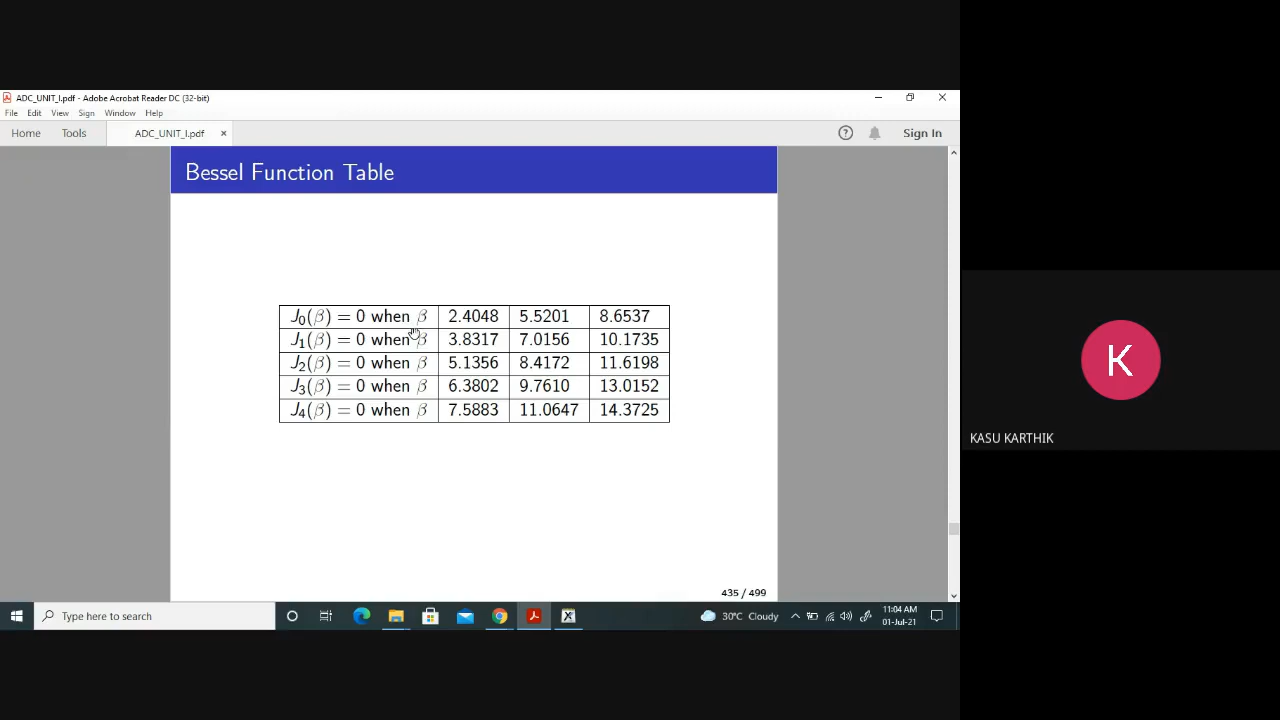 ADC_UNIT_I.pdf - Adobe Acrobat Reader DC (32-bit)
File Edit View Window Sign Window Help
Home Tools ADC_UNIT_I.pdf × ? Sign In
Bessel Function Table
J₀(β) = 0 when β 2.4048 5.5201 8.6537
J₁(β) = 0 when β 3.8317 7.0156 10.1735
J₂(β) = 0 when β 5.1356 8.4172 11.6198
J₃(β) = 0 when β 6.3802 9.7610 13.0152
J₄(β) = 0 when β 7.5883 11.0647 14.3725
435 / 499
K
KASU KARTHIK
Type here to search
30°C Cloudy
11:04 AM
01-Jul-21